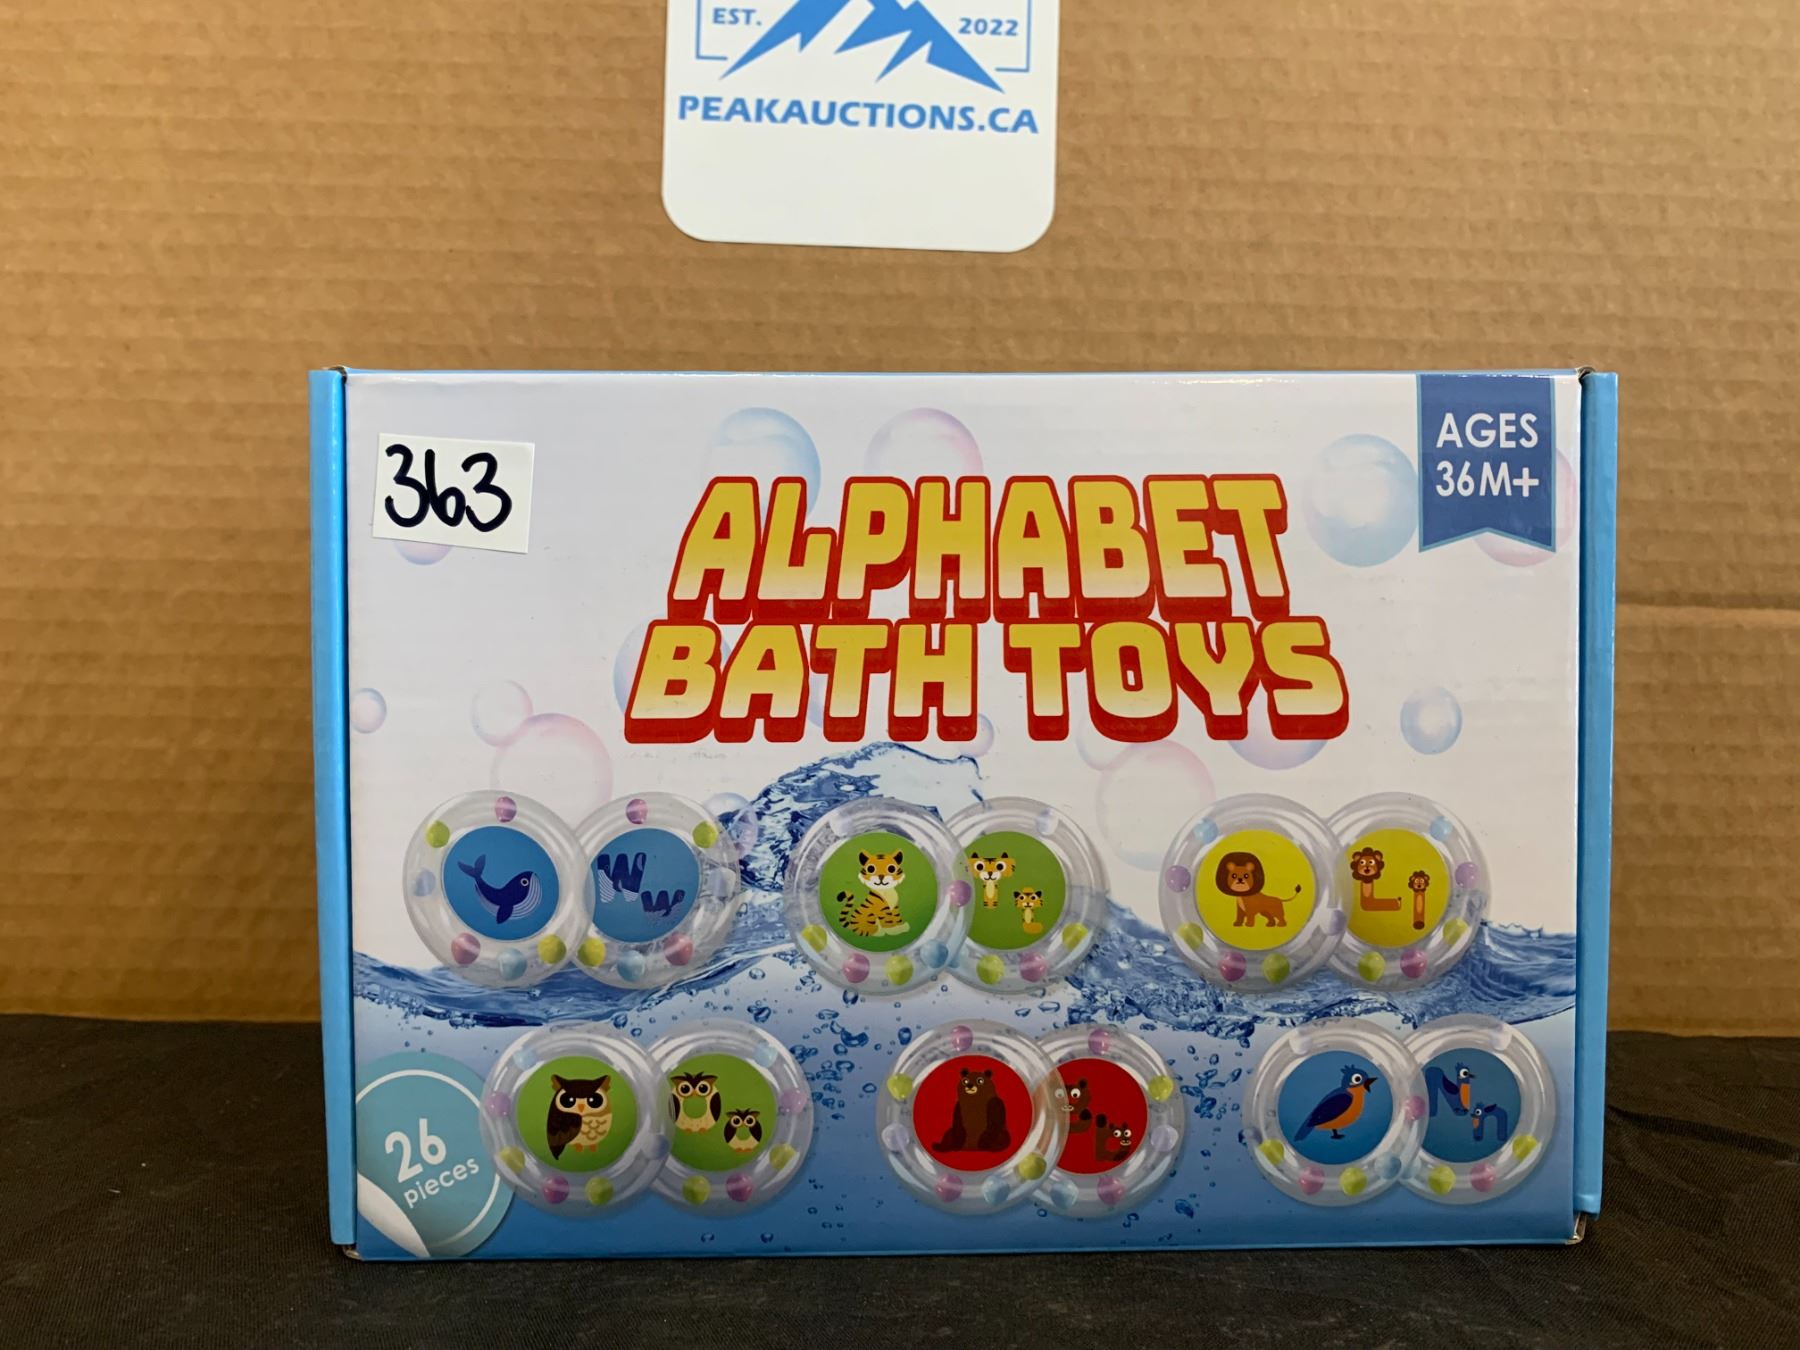 EST. 2022
PEAKAUCTIONS.CA
363
AGES
36M+
ALPHABET
BATH TOYS
W w
T t
L l
O o
B b
N n
26
pieces